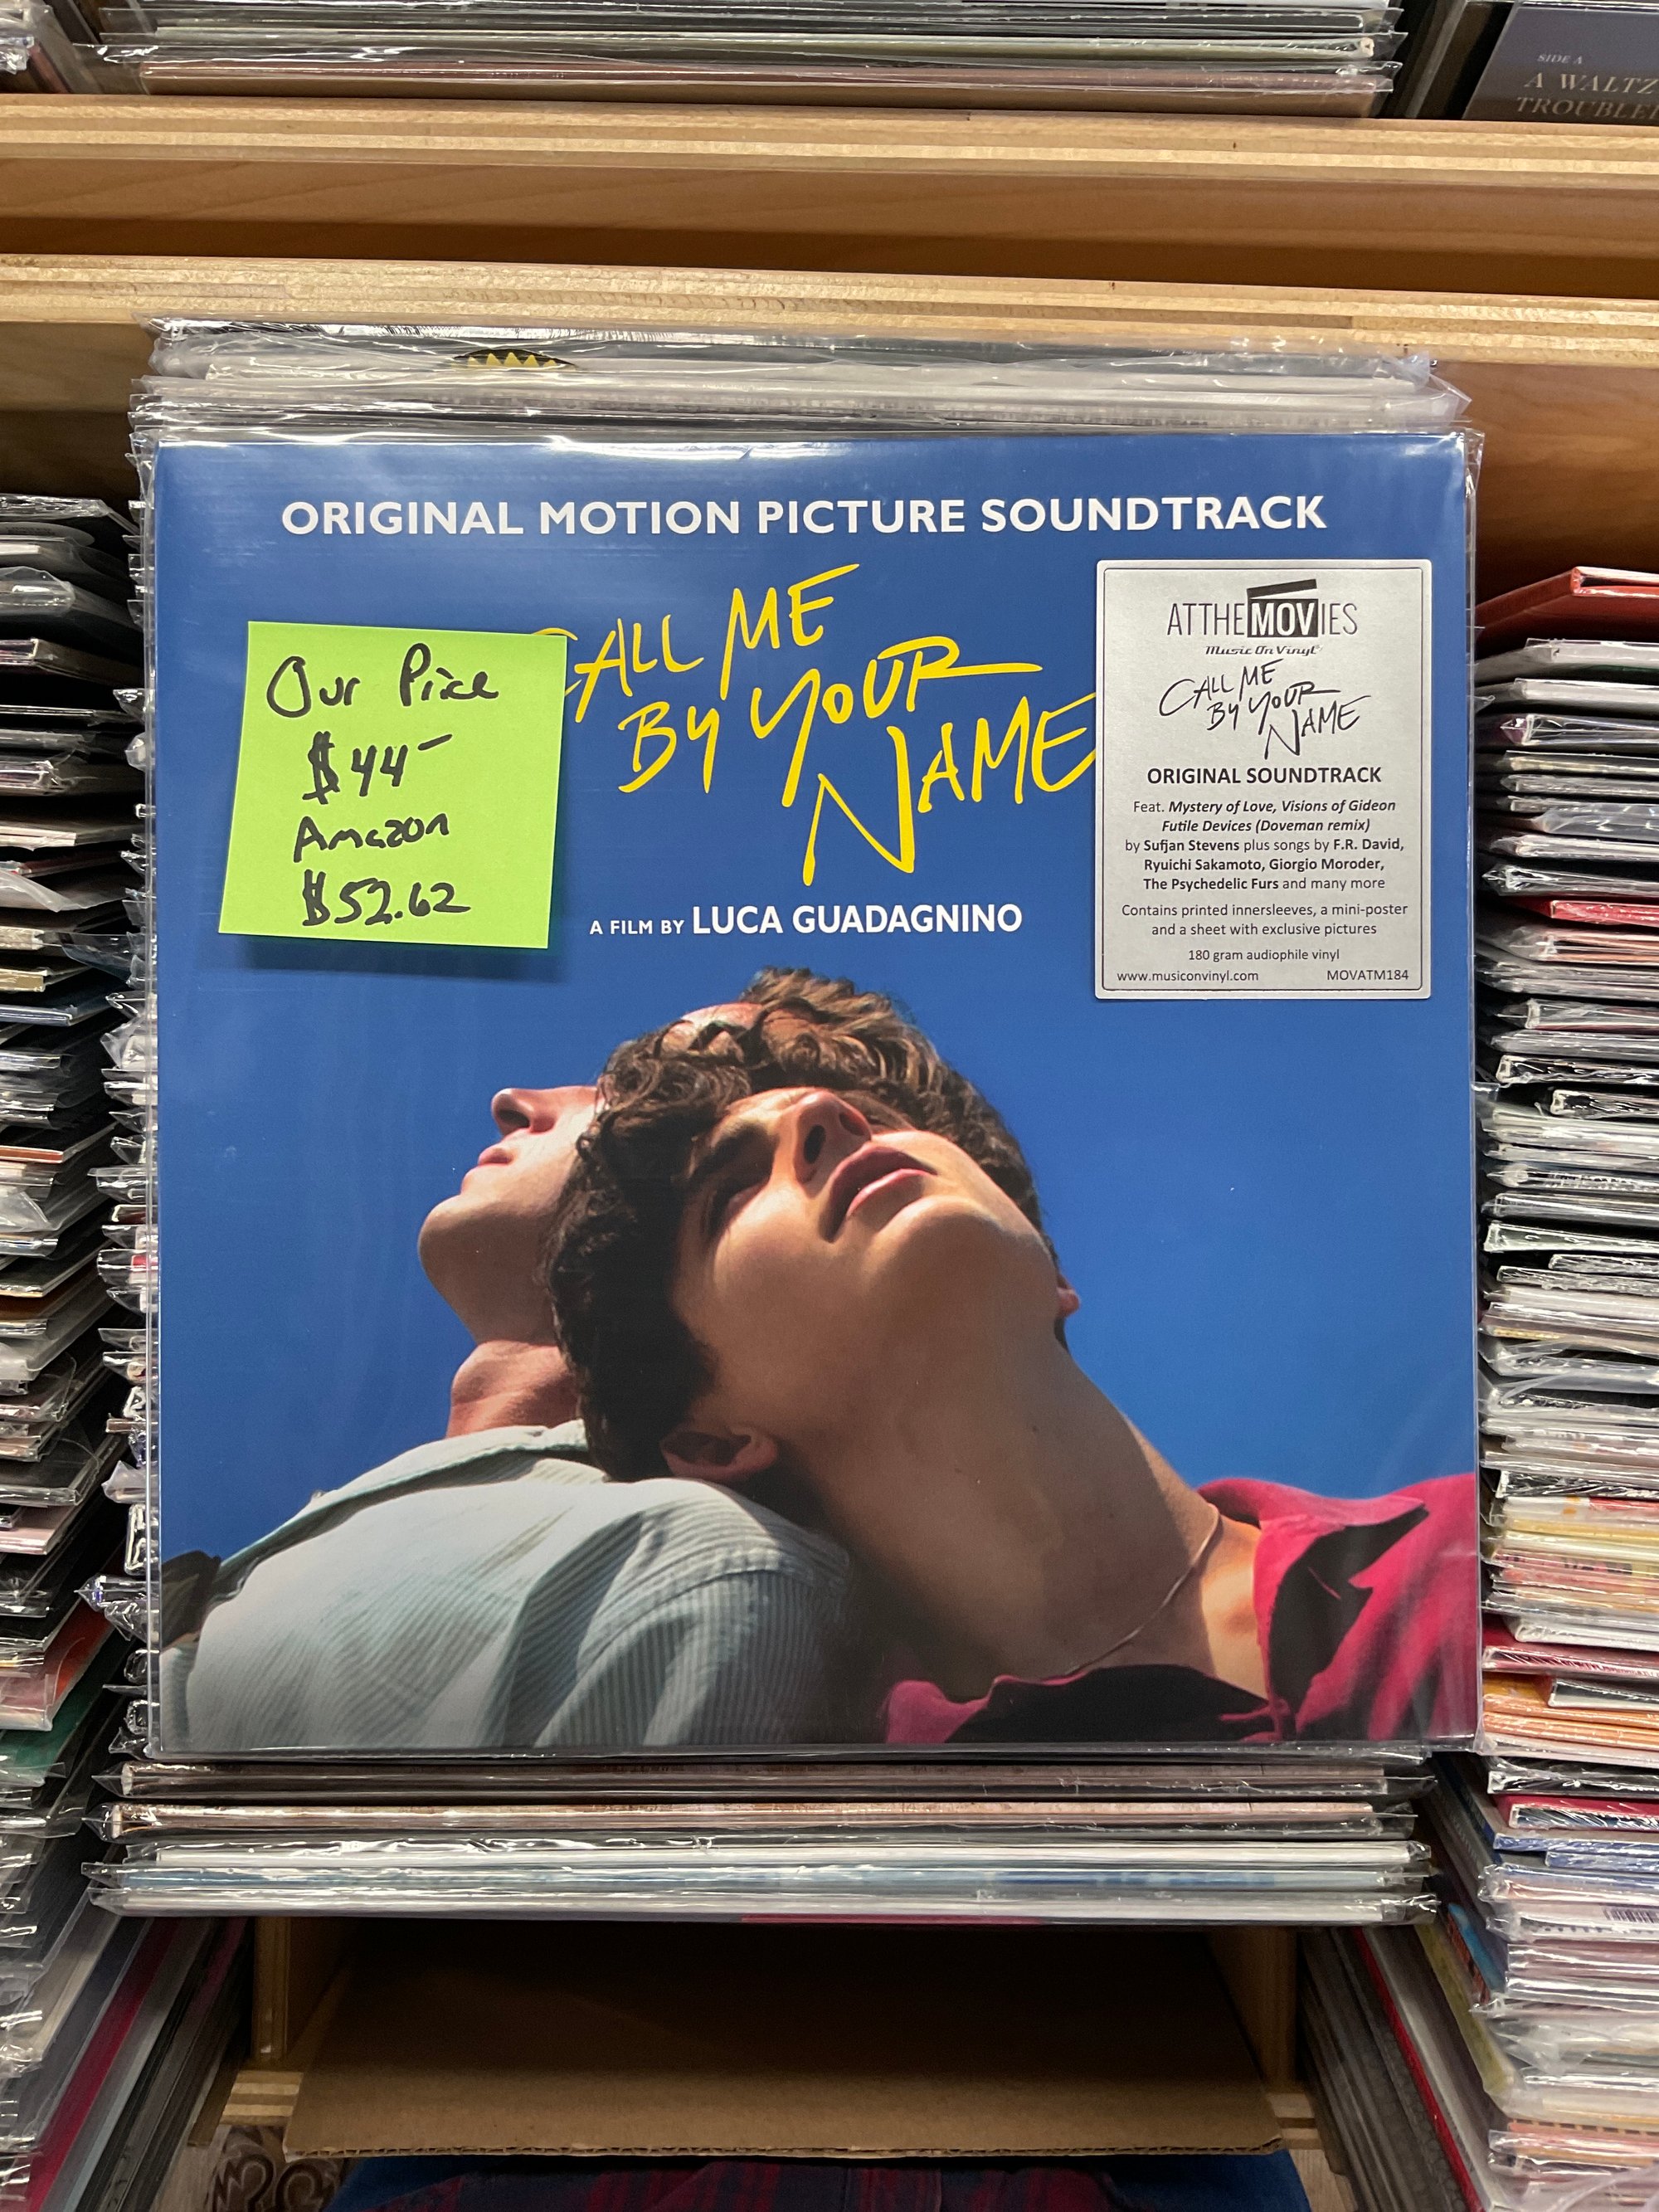 SIDE A
A WALTZ
ORIGINAL MOTION PICTURE SOUNDTRACK
CALL ME
BY YOUR
NAME
A FILM BY LUCA GUADAGNINO
Our Price
$44-
Amazon
$52.62
ATTHEMOVIES
Music On Vinyl
CALL ME
BY YOUR
NAME
ORIGINAL SOUNDTRACK
Feat. Mystery of Love, Visions of Gideon
Futile Devices (Doveman remix)
by Sufjan Stevens plus songs by F.R. David,
Ryuichi Sakamoto, Giorgio Moroder,
The Psychedelic Furs and many more
Contains printed innersleeves, a mini-poster
and a sheet with exclusive pictures
180 gram audiophile vinyl
www.musiconvinyl.com MOVATM184